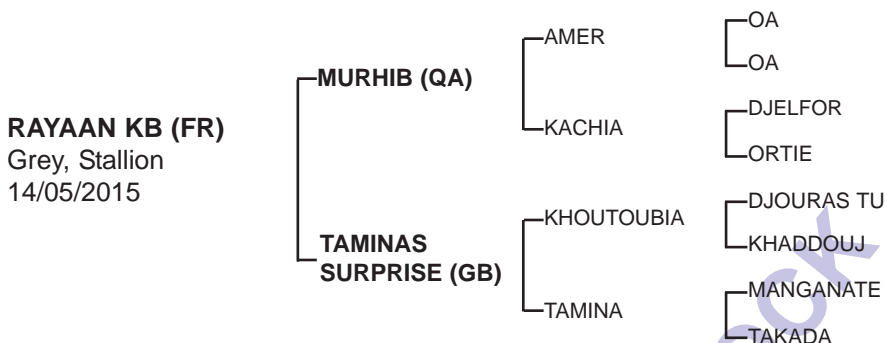 RAYAAN KB (FR)
Grey, Stallion
14/05/2015
MURHIB (QA)
TAMINAS
SURPRISE (GB)
AMER
KACHIA
KHOUTOUBIA
TAMINA
OA
OA
DJELFOR
ORTIE
DJOURAS TU
KHADDOUJ
MANGANATE
TAKADA
OCK